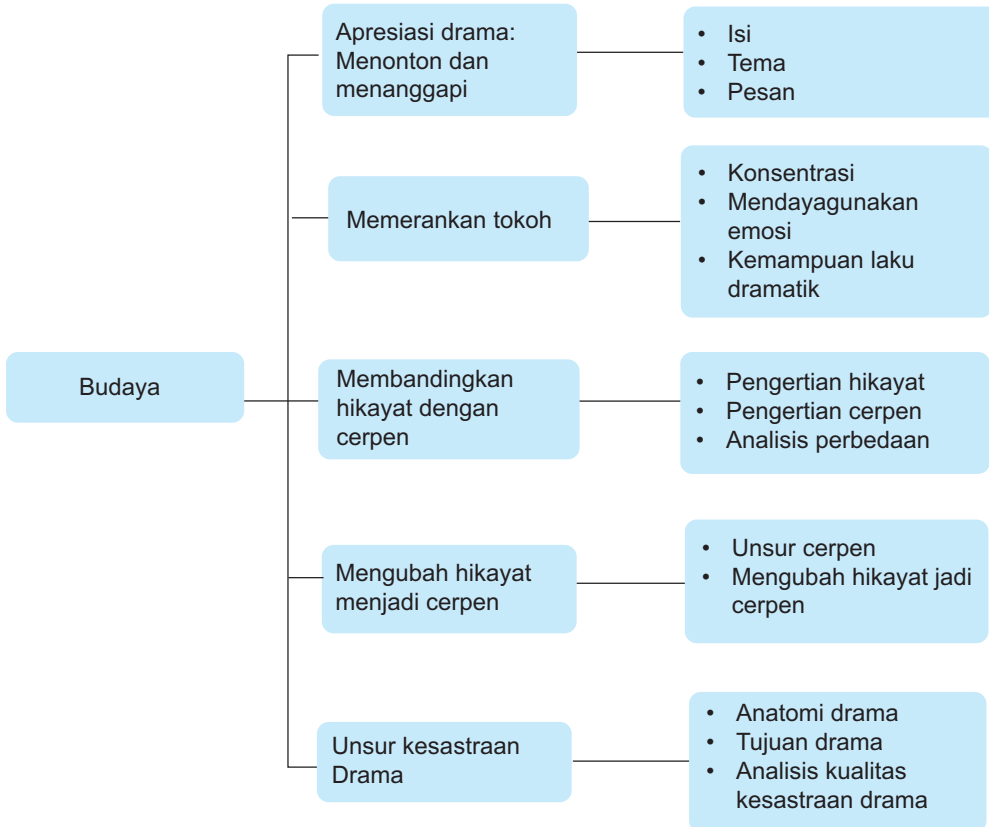 Apresiasi drama:
Menonton dan
menanggapi
• Isi
• Tema
• Pesan
Memerankan tokoh
• Konsentrasi
• Mendayagunakan
emosi
• Kemampuan laku
dramatik
Budaya
Membandingkan
hikayat dengan
cerpen
• Pengertian hikayat
• Pengertian cerpen
• Analisis perbedaan
Mengubah hikayat
menjadi cerpen
• Unsur cerpen
• Mengubah hikayat jadi
cerpen
Unsur kesastraan
Drama
• Anatomi drama
• Tujuan drama
• Analisis kualitas
kesastraan drama